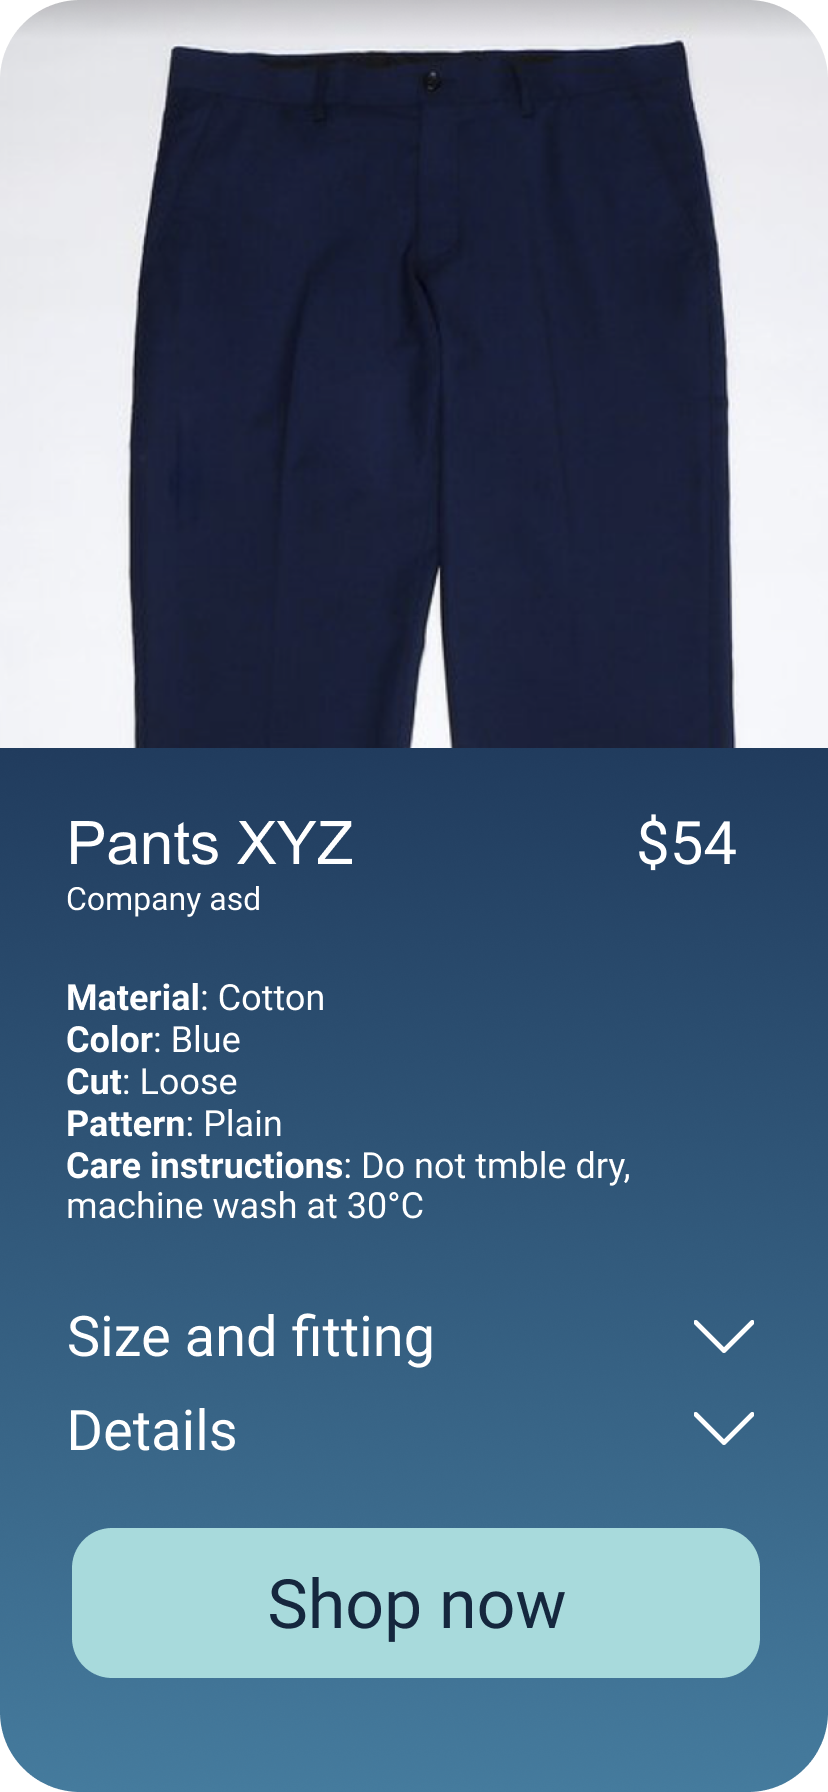 Pants XYZ $54
Company asd
Material: Cotton
Color: Blue
Cut: Loose
Pattern: Plain
Care instructions: Do not tmble dry,
machine wash at 30°C
Size and fitting
Details
Shop now